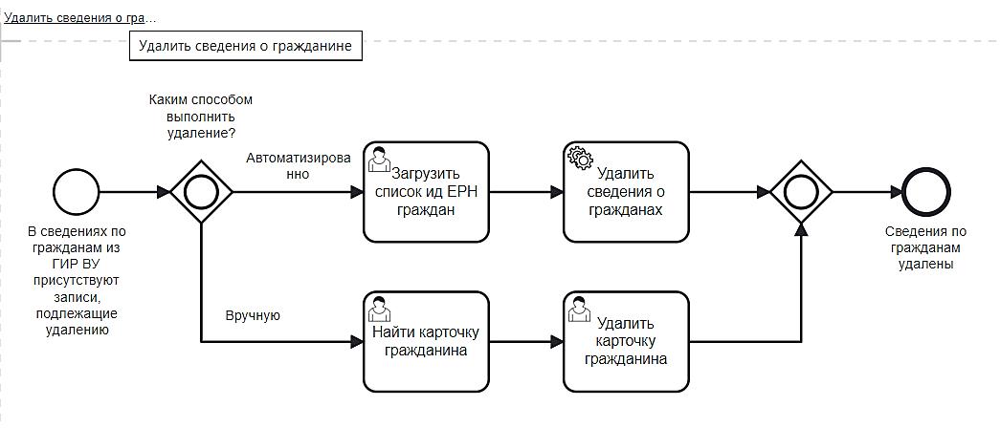 Удалить сведения о гра...
Удалить сведения о гражданине
Каким способом
выполнить
удаление?
Автоматизирова
нно
Загрузить
список ид ЕРН
граждан
Удалить
сведения о
гражданах
В сведениях по
гражданам из
ГИР ВУ
присутствуют
записи,
подлежащие
удалению
Сведения по
гражданам
удалены
Вручную
Найти карточку
гражданина
Удалить
карточку
гражданина